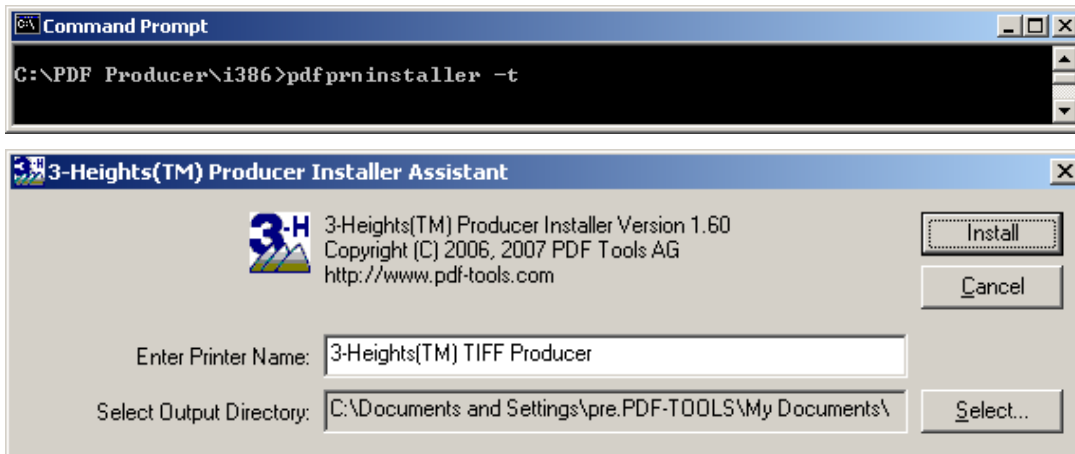 Command Prompt
C:\PDF Producer\i386>pdfprninstaller -t
3-Heights(TM) Producer Installer Assistant
3-H
3-Heights(TM) Producer Installer Version 1.60
Copyright (C) 2006, 2007 PDF Tools AG
http://www.pdf-tools.com
Install
Cancel
Enter Printer Name: 3-Heights(TM) TIFF Producer
Select Output Directory: C:\Documents and Settings\pre.PDF-TOOLS\My Documents\ Select...